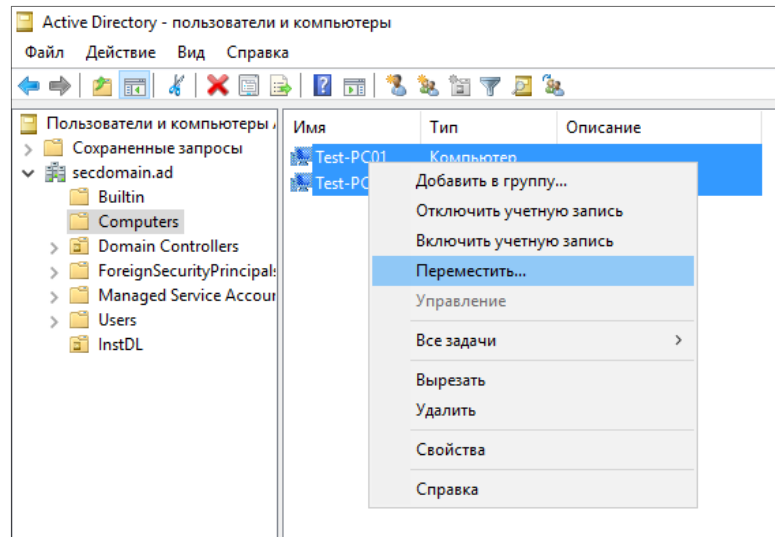 Active Directory - пользователи и компьютеры
Файл Действие Вид Справка
Пользователи и компьютеры
Сохраненные запросы
secdomain.ad
Builtin
Computers
Domain Controllers
ForeignSecurityPrincipal
Managed Service Accou
Users
InstDL
Имя Тип Описание
Test-PC01 Компьютер
Test-PC
Добавить в группу...
Отключить учетную запись
Включить учетную запись
Переместить...
Управление
Все задачи
Вырезать
Удалить
Свойства
Справка